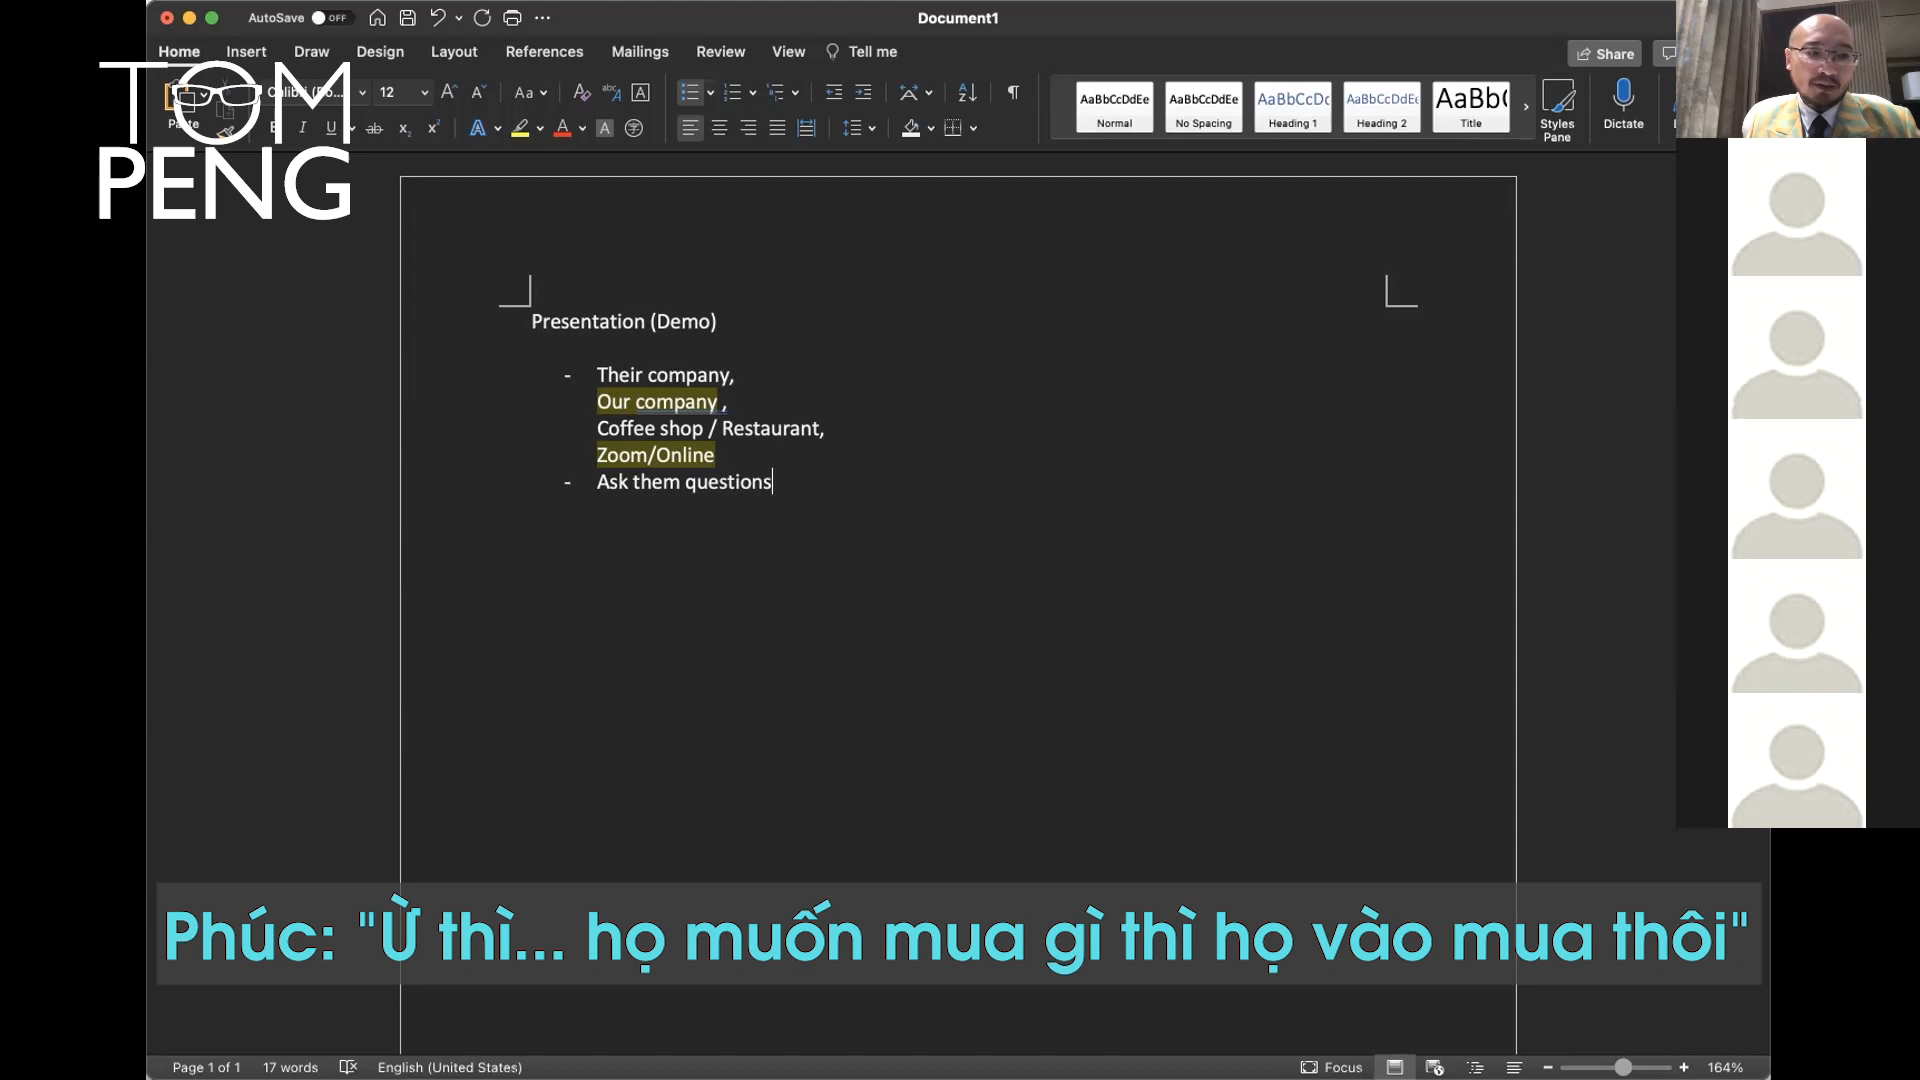 AutoSave OFF
Document1
Home Insert Draw Design Layout References Mailings Review View Tell me
Share
TOM
PENG
12
Aa
AaBbCcDdEe AaBbCcDdEe AaBbCcDc AaBbCcDdEe AaBb(
Normal No Spacing Heading 1 Heading 2 Title
Styles Pane
Dictate
Paste
Presentation (Demo)
- Their company,
Our company ,
Coffee shop / Restaurant,
Zoom/Online
- Ask them questions
Phúc: "Ừ thì... họ muốn mua gì thì họ vào mua thôi"
Page 1 of 1 17 words English (United States) Focus 164%